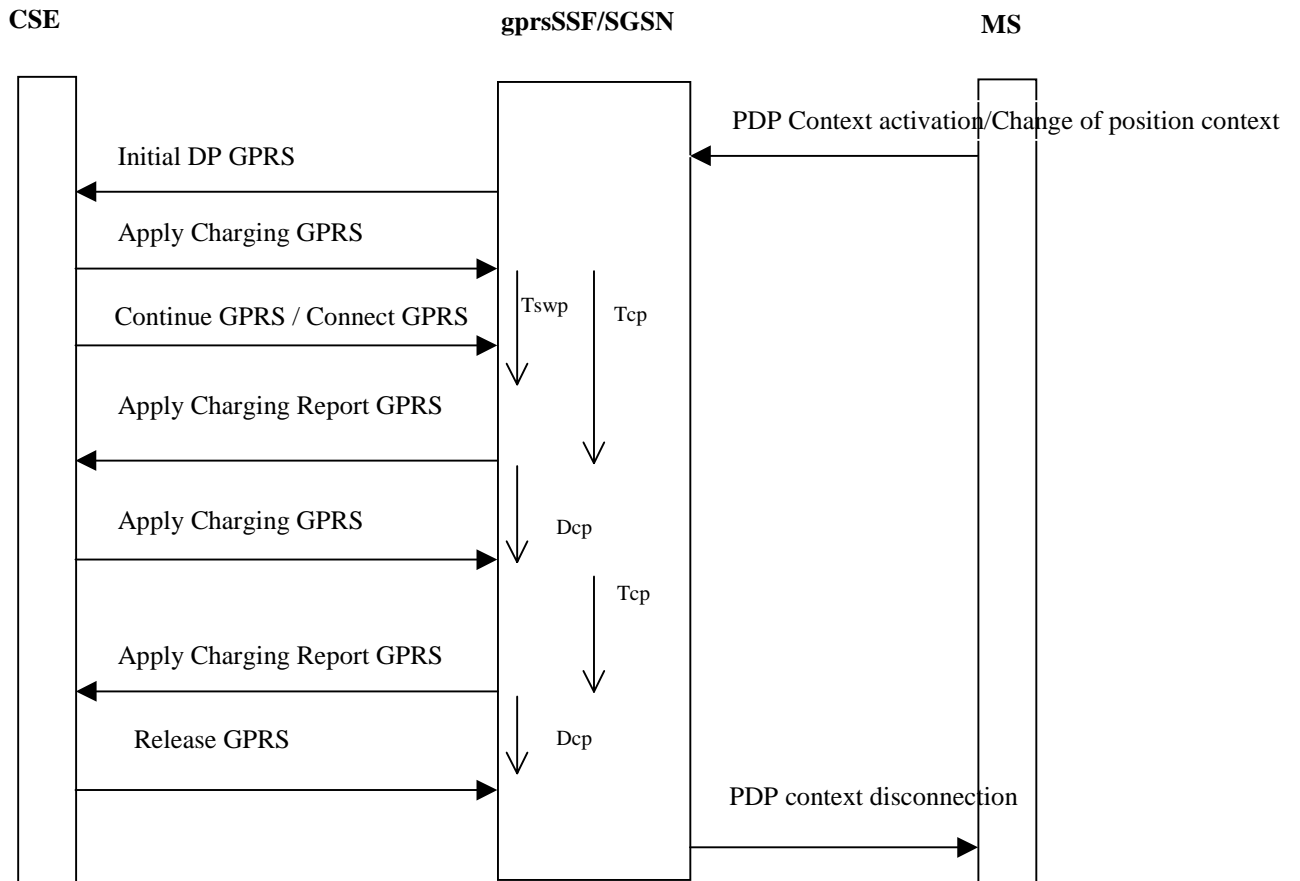 CSE
gprsSSF/SGSN
MS
PDP Context activation/Change of position context
Initial DP GPRS
Apply Charging GPRS
Tswp
Tcp
Continue GPRS / Connect GPRS
Apply Charging Report GPRS
Apply Charging GPRS
Dcp
Tcp
Apply Charging Report GPRS
Release GPRS
Dcp
PDP context disconnection